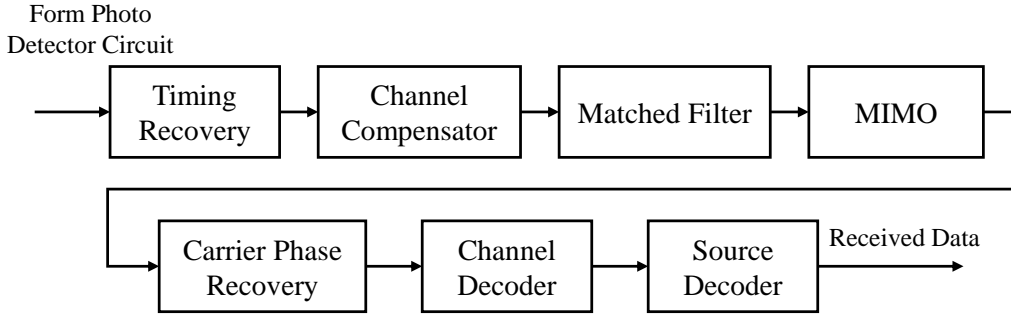 Form Photo
Detector Circuit
Timing
Recovery
Channel
Compensator
Matched Filter
MIMO
Carrier Phase
Recovery
Channel
Decoder
Source
Decoder
Received Data